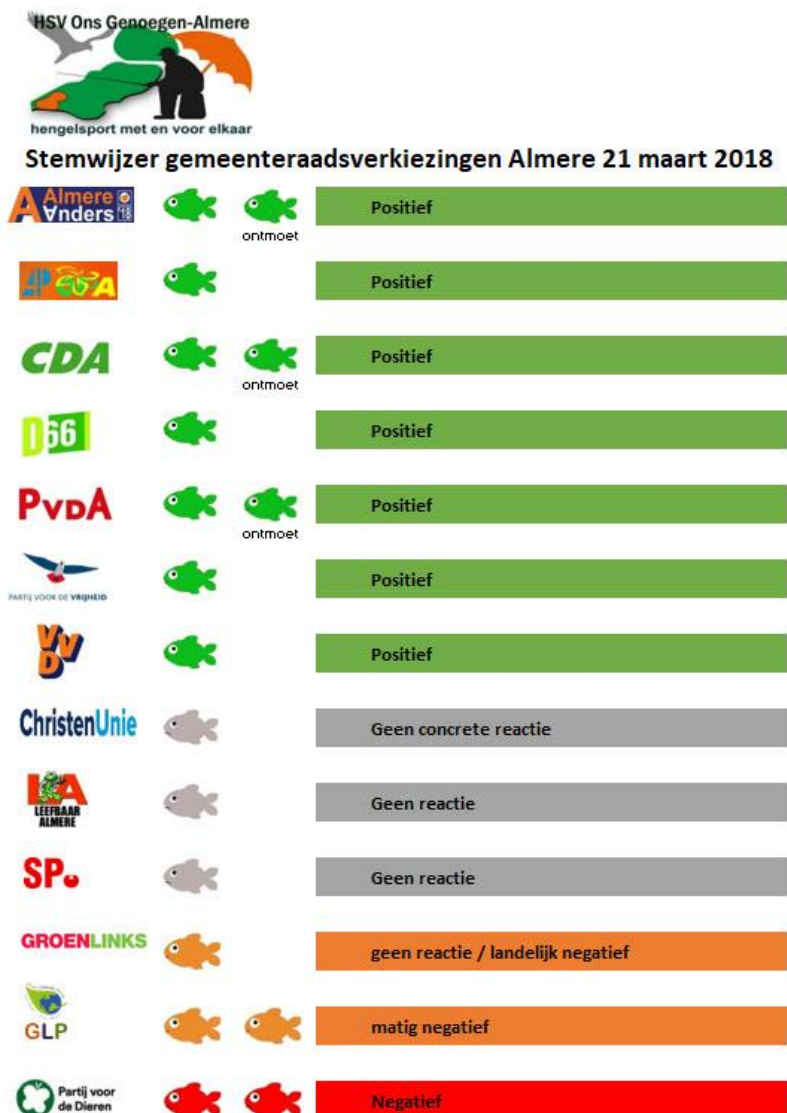 HSV Ons Genoegen-Almere
hengelsport met en voor elkaar
Stemwijzer gemeenteraadsverkiezingen Almere 21 maart 2018
Almere Anders '18 Positief
ontmoet
Positief
CDA Positief
ontmoet
D66 Positief
PvdA Positief
ontmoet
PARTIJ VOOR DE VRIJHEID Positief
VVD Positief
ChristenUnie Geen concrete reactie
LA
LEEFBAAR
ALMERE
Geen reactie
SP. Geen reactie
GROENLINKS geen reactie / landelijk negatief
GLP matig negatief
Partij voor
de Dieren
Negatief